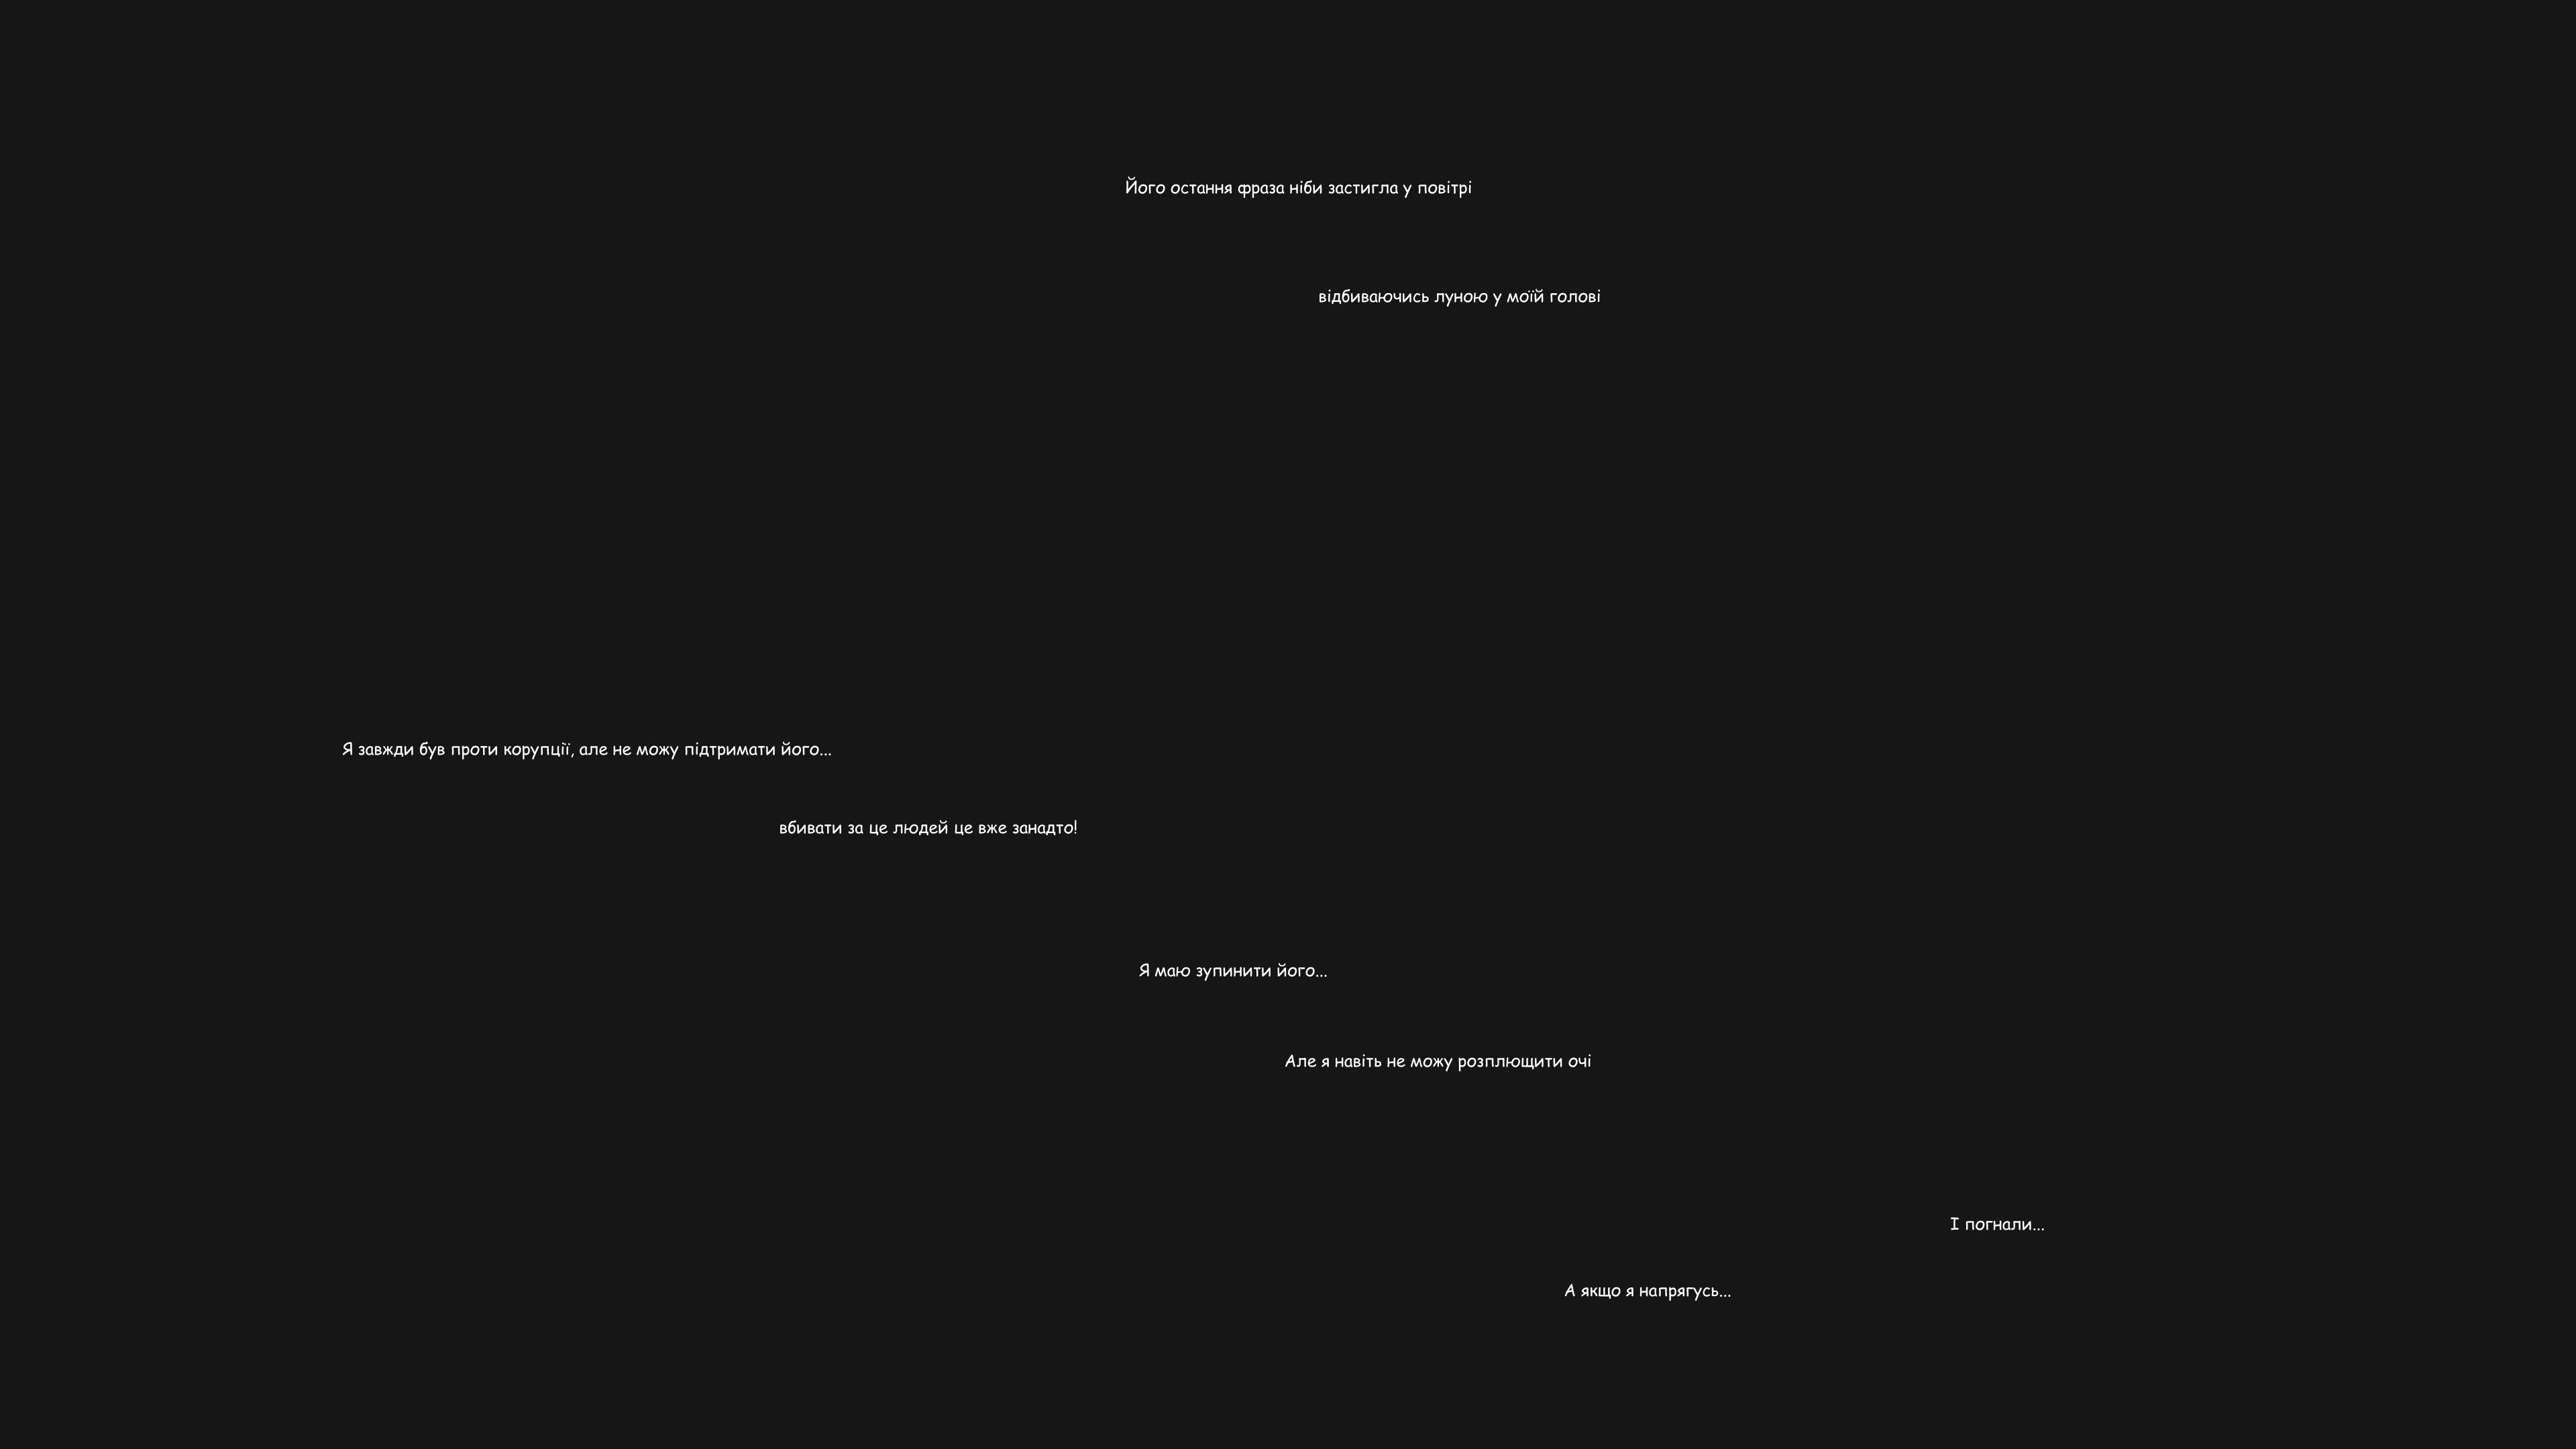 Його остання фраза ніби застигла у повітрі
відбиваючись луною у моїй голові
Я завжди був проти корупції, але не можу підтримати його...
вбивати за це людей це вже занадто!
Я маю зупинити його...
Але я навіть не можу розплющити очі
І погнали...
А якщо я напрягусь...